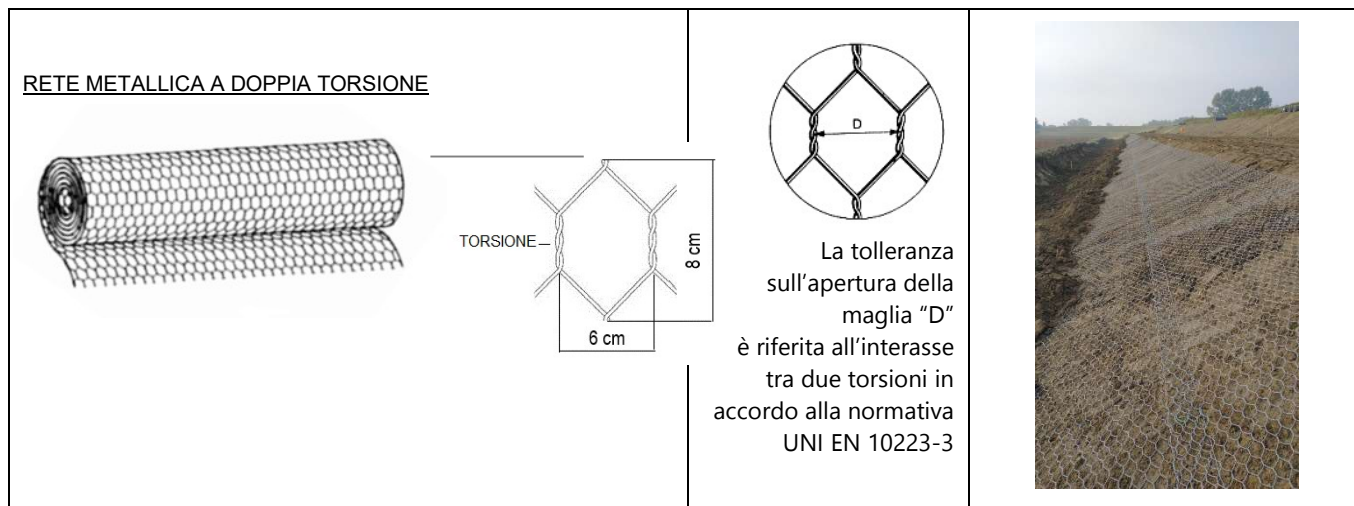 RETE METALLICA A DOPPIA TORSIONE
TORSIONE
8 cm
6 cm
D
La tolleranza
sull'apertura della
maglia "D"
è riferita all'interasse
tra due torsioni in
accordo alla normativa
UNI EN 10223-3